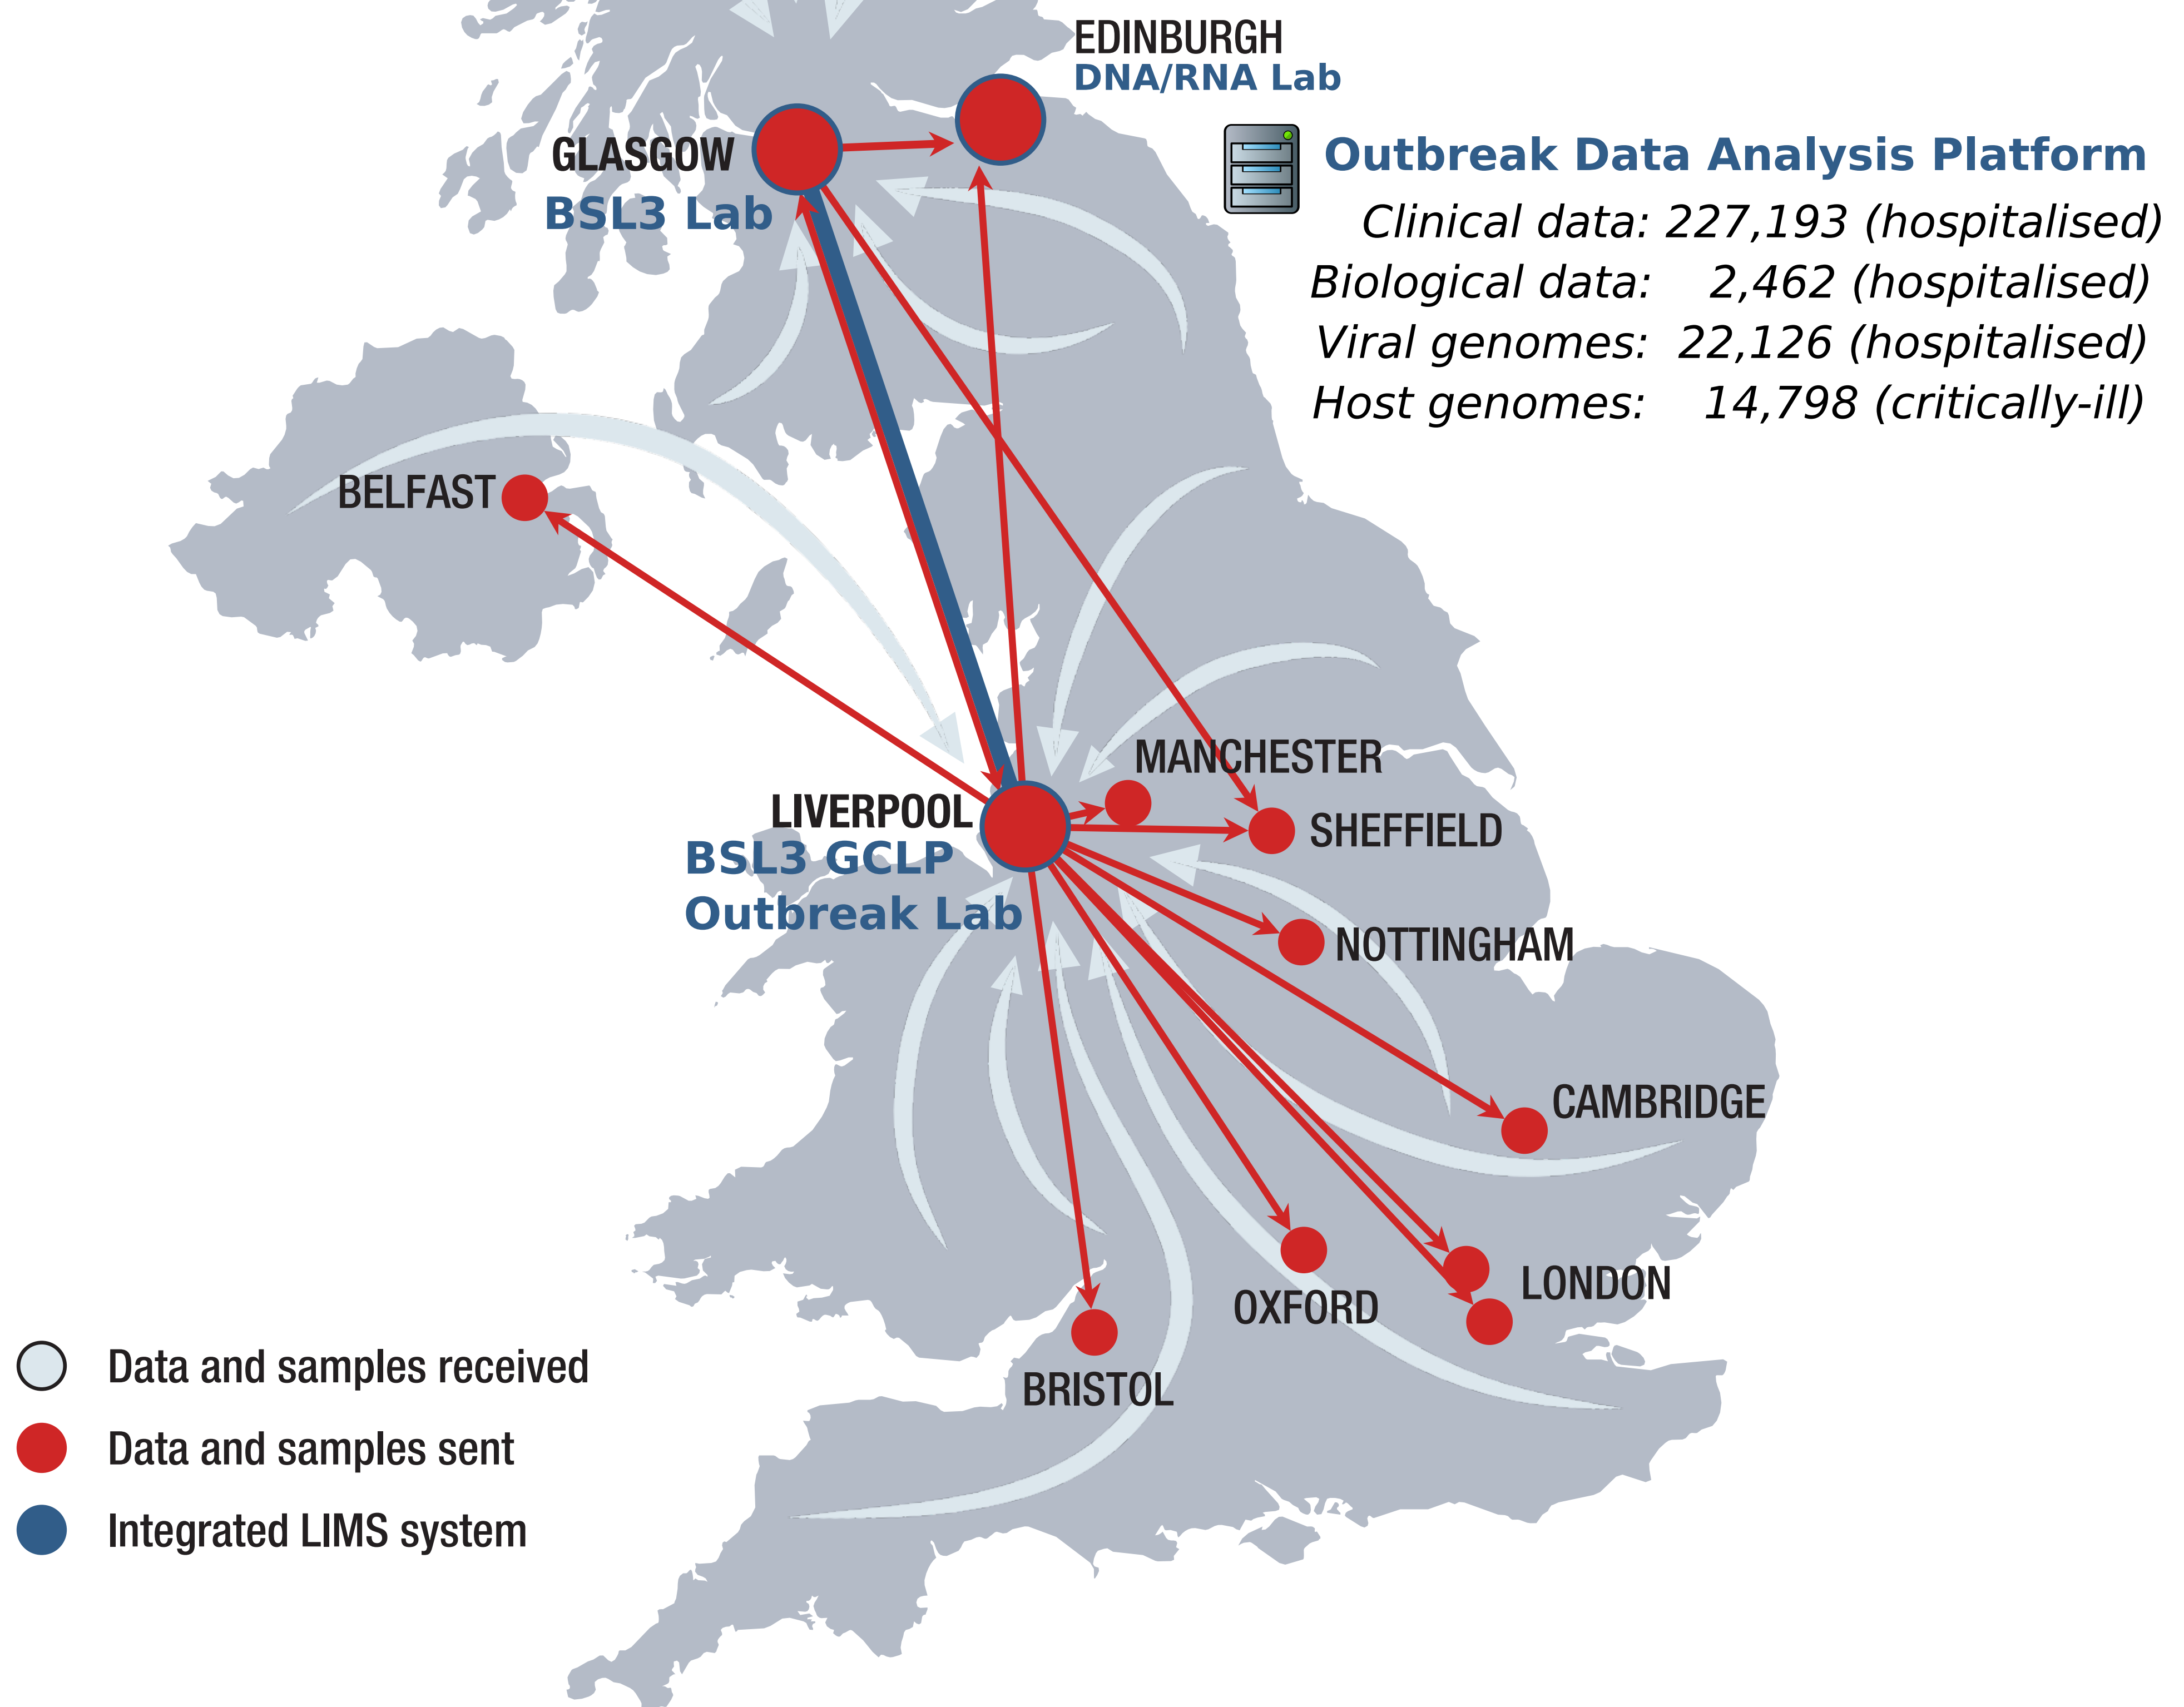 EDINBURGH
DNA/RNA Lab
GLASGOW
BSL3 Lab
Outbreak Data Analysis Platform
Clinical data: 227,193 (hospitalised)
Biological data: 2,462 (hospitalised)
Viral genomes: 22,126 (hospitalised)
Host genomes: 14,798 (critically-ill)
BELFAST
MANCHESTER
LIVERPOOL
BSL3 GCLP
Outbreak Lab
SHEFFIELD
NOTTINGHAM
CAMBRIDGE
LONDON
OXFORD
BRISTOL
Data and samples received
Data and samples sent
Integrated LIMS system